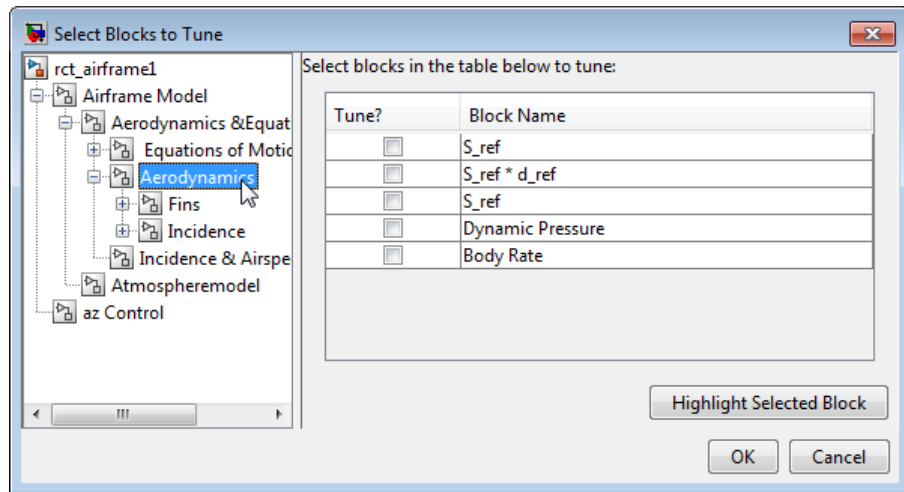 Select Blocks to Tune
rct_airframe1
Airframe Model
Aerodynamics &Equat
Equations of Motic
Aerodynamics
Fins
Incidence
Incidence & Airspe
Atmospheremodel
az Control
Select blocks in the table below to tune:
Tune? Block Name
S_ref
S_ref * d_ref
S_ref
Dynamic Pressure
Body Rate
Highlight Selected Block
OK Cancel